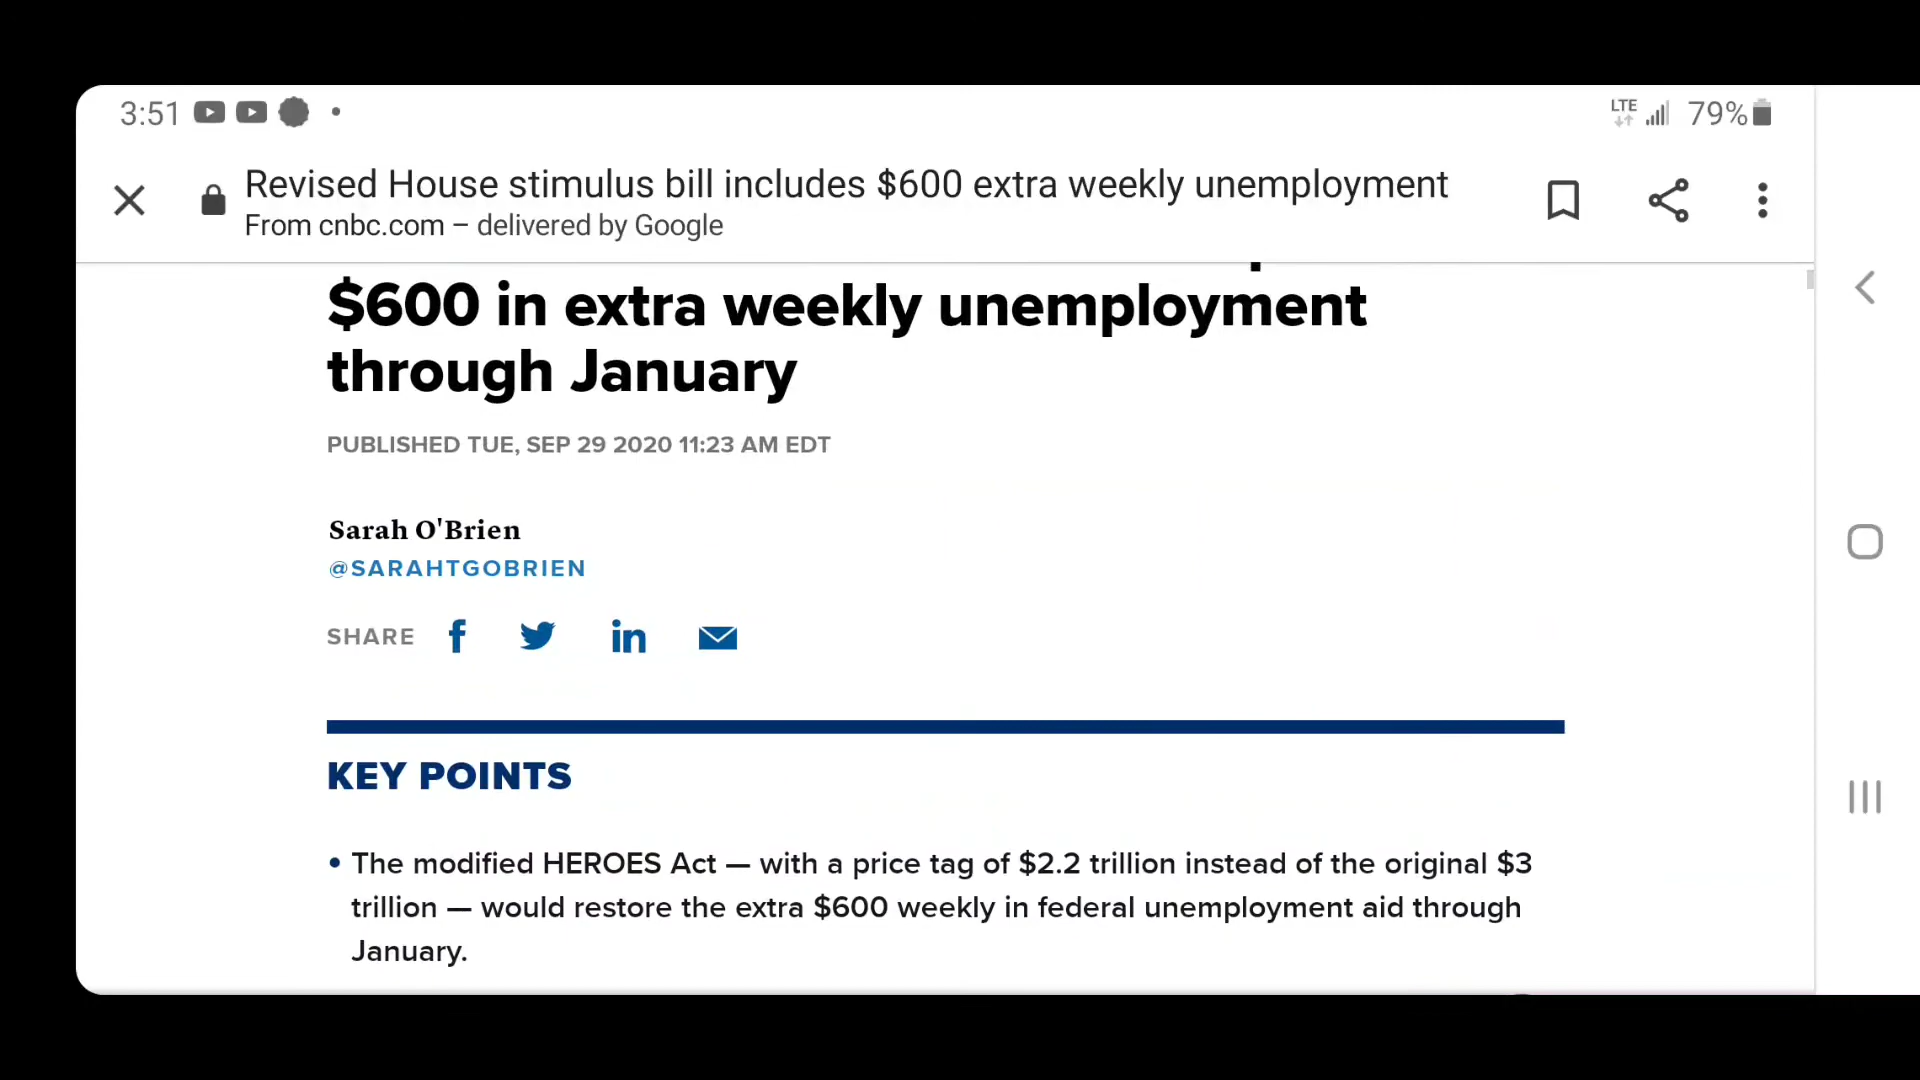 3:51
LTE 79%
Revised House stimulus bill includes $600 extra weekly unemployment
From cnbc.com – delivered by Google
$600 in extra weekly unemployment
through January
PUBLISHED TUE, SEP 29 2020 11:23 AM EDT
Sarah O'Brien
@SARAHTGOBRIEN
SHARE
KEY POINTS
• The modified HEROES Act — with a price tag of $2.2 trillion instead of the original $3
trillion — would restore the extra $600 weekly in federal unemployment aid through
January.